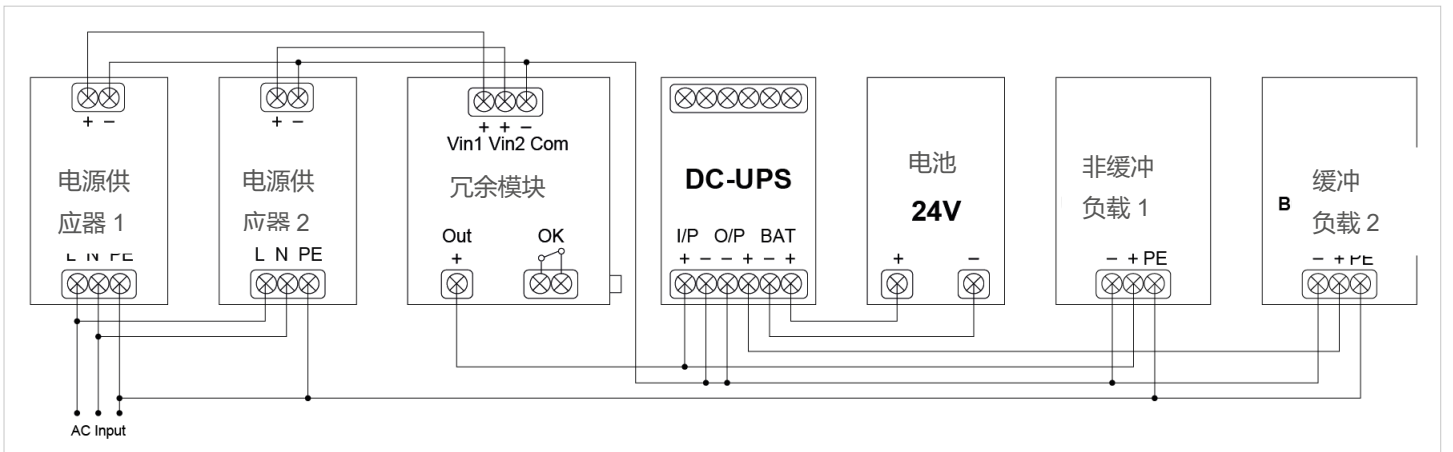 + −
电源供
应器 1
L N PE
AC Input
+ −
电源供
应器 2
L N PE
+ + −
Vin1 Vin2 Com
冗余模块
Out
+
OK
DC-UPS
I/P O/P BAT
+ − − + − +
电池
24V
+ −
非缓冲
负载 1
− + PE
B
缓冲
负载 2
− + PE